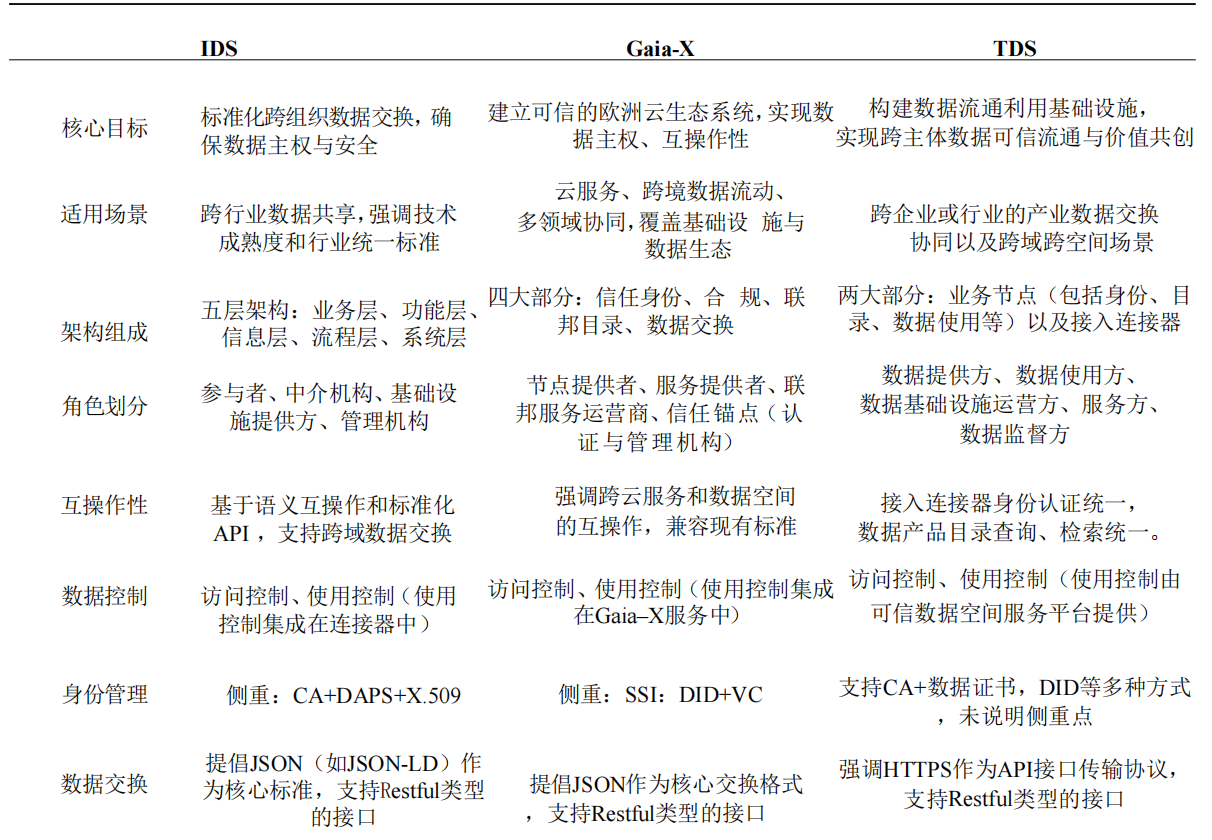 IDS Gaia-X TDS
核心目标
标准化跨组织数据交换，确
保数据主权与安全
建立可信的欧洲云生态系统，实现数
据主权、互操作性
构建数据流通利用基础设施，
实现跨主体数据可信流通与价值共创
适用场景
跨行业数据共享，强调技术
成熟度和行业统一标准
云服务、跨境数据流动、
多领域协同，覆盖基础设 施与
数据生态
跨企业或行业的产业数据交换
协同以及跨域跨空间场景
架构组成
五层架构：业务层、功能层、
信息层、流程层、系统层
四大部分：信任身份、合 规、联
邦目录、数据交换
两大部分：业务节点（包括身份、目
录、数据使用等）以及接入连接器
角色划分
参与者、中介机构、基础设
施提供方、管理机构
节点提供者、服务提供者、联
邦服务运营商、信任锚点（认
证与管理机构）
数据提供方、数据使用方、
数据基础设施运营方、服务方、
数据监督方
互操作性
基于语义互操作和标准化
API ，支持跨域数据交换
强调跨云服务和数据空间
的互操作，兼容现有标准
接入连接器身份认证统一，
数据产品目录查询、检索统一。
数据控制
访问控制、使用控制（使用
控制集成在连接器中）
访问控制、使用控制（使用控制集成
在Gaia–X服务中）
访问控制、使用控制（使用控制由
可信数据空间服务平台提供）
身份管理
侧重：CA+DAPS+X.509
侧重：SSI：DID+VC
支持CA+数据证书，DID等多种方式
，未说明侧重点
数据交换
提倡JSON（如JSON-LD）作
为核心标准，支持Restful类型
的接口
提倡JSON作为核心交换格式
，支持Restful类型的接口
强调HTTPS作为API接口传输协议，
支持Restful类型的接口